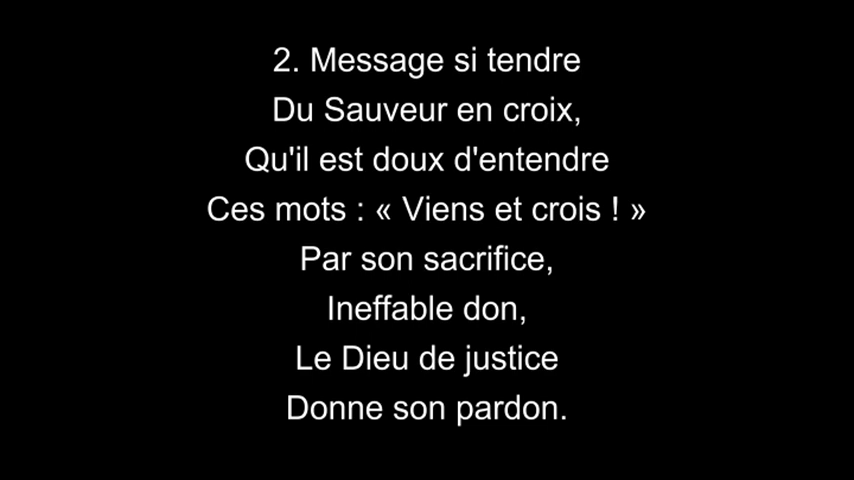 2. Message si tendre
Du Sauveur en croix,
Qu'il est doux d'entendre
Ces mots : « Viens et crois ! »
Par son sacrifice,
Ineffable don,
Le Dieu de justice
Donne son pardon.